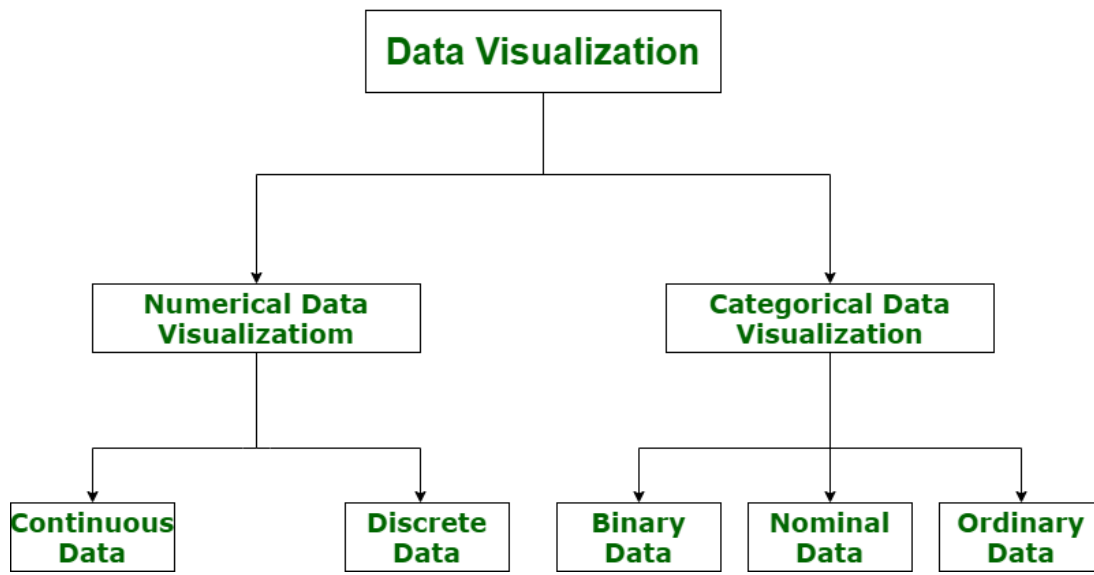 Data Visualization
Numerical Data
Visualizatiom
Categorical Data
Visualization
Continuous
Data
Discrete
Data
Binary
Data
Nominal
Data
Ordinary
Data